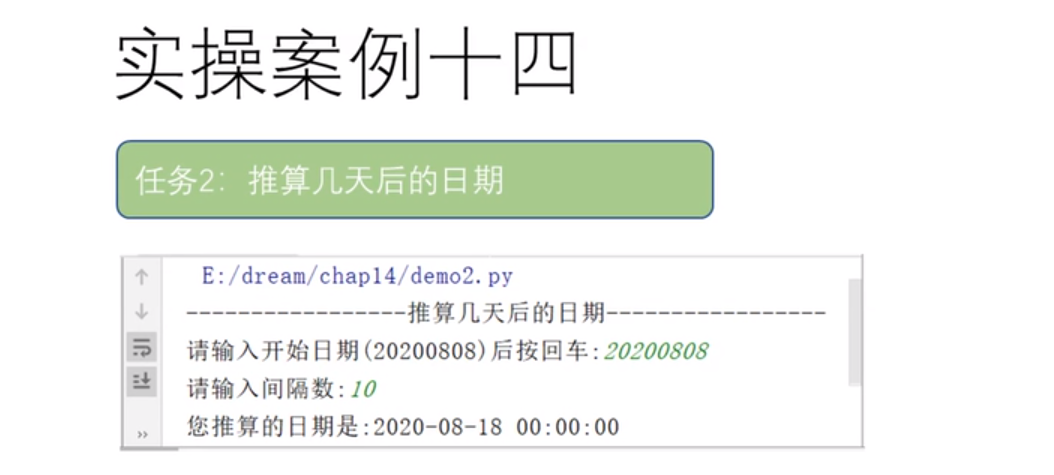 实操案例十四
任务2：推算几天后的日期
E:/dream/chap14/demo2.py
-----------------推算几天后的日期-----------------
请输入开始日期(20200808)后按回车:20200808
请输入间隔数:10
您推算的日期是:2020-08-18 00:00:00